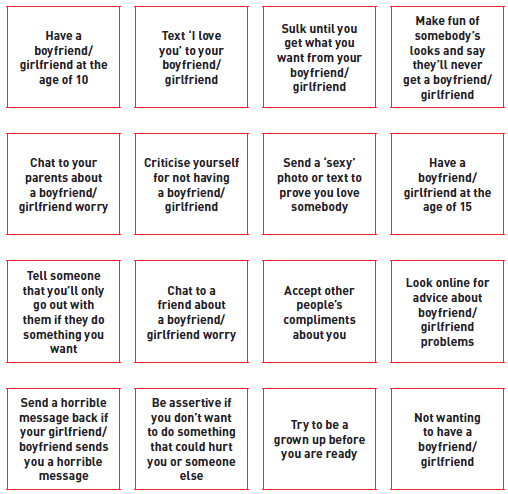 Have a
boyfriend/
girlfriend at the
age of 10
Text ‘I love
you’ to your
boyfriend/
girlfriend
Sulk until you
get what you
want from your
boyfriend/
girlfriend
Make fun of
somebody’s
looks and say
they’ll never
get a boyfriend/
girlfriend
Chat to your
parents about
a boyfriend/
girlfriend worry
Criticise yourself
for not having
a boyfriend/
girlfriend
Send a ‘sexy’
photo or text to
prove you love
somebody
Have a
boyfriend/
girlfriend at the
age of 15
Tell someone
that you’ll only
go out with
them if they do
something you
want
Chat to a
friend about
a boyfriend/
girlfriend worry
Accept other
people’s
compliments
about you
Look online for
advice about
boyfriend/
girlfriend
problems
Send a horrible
message back if
your girlfriend/
boyfriend sends
you a horrible
message
Be assertive if
you don’t want
to do something
that could hurt
you or someone
else
Try to be a
grown up before
you are ready
Not wanting
to have a
boyfriend/
girlfriend